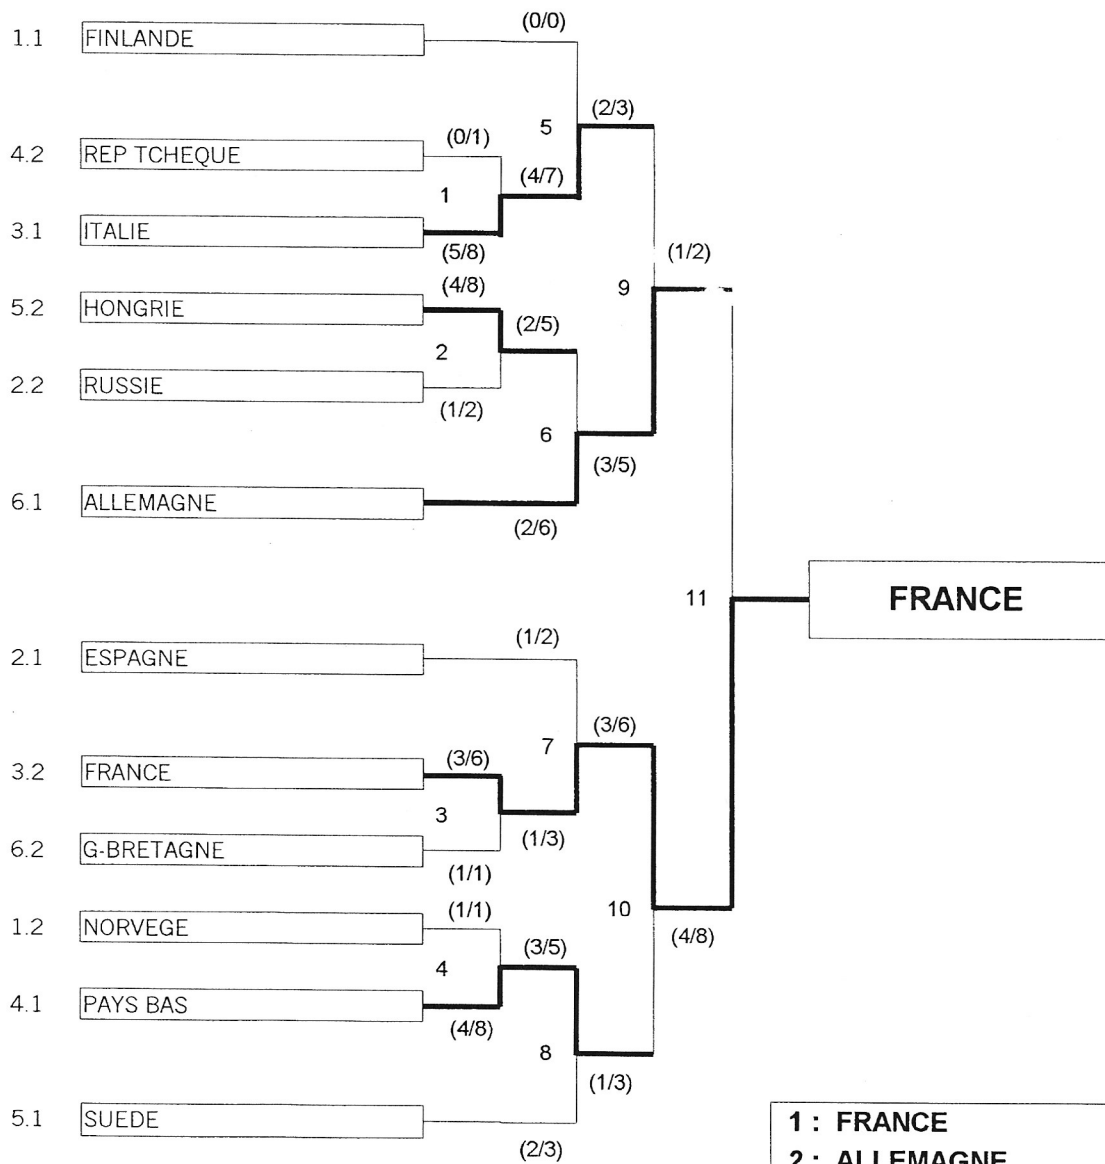 (0/0)
1.1 FINLANDE
5 (2/3)
4.2 REP TCHEQUE (0/1)
1 (4/7)
3.1 ITALIE
(5/8)
(1/2)
5.2 HONGRIE (4/8)
9
(2/5)
2
2.2 RUSSIE
(1/2)
6
(3/5)
6.1 ALLEMAGNE
(2/6)
11 FRANCE
2.1 ESPAGNE (1/2)
7 (3/6)
3.2 FRANCE (3/6)
3
(1/3)
6.2 G-BRETAGNE
(1/1)
1.2 NORVEGE (1/1)
10
(4/8)
4 (3/5)
4.1 PAYS BAS
(4/8)
8
(1/3)
5.1 SUEDE
(2/3)
1 : FRANCE
2 : ALLEMAGNE